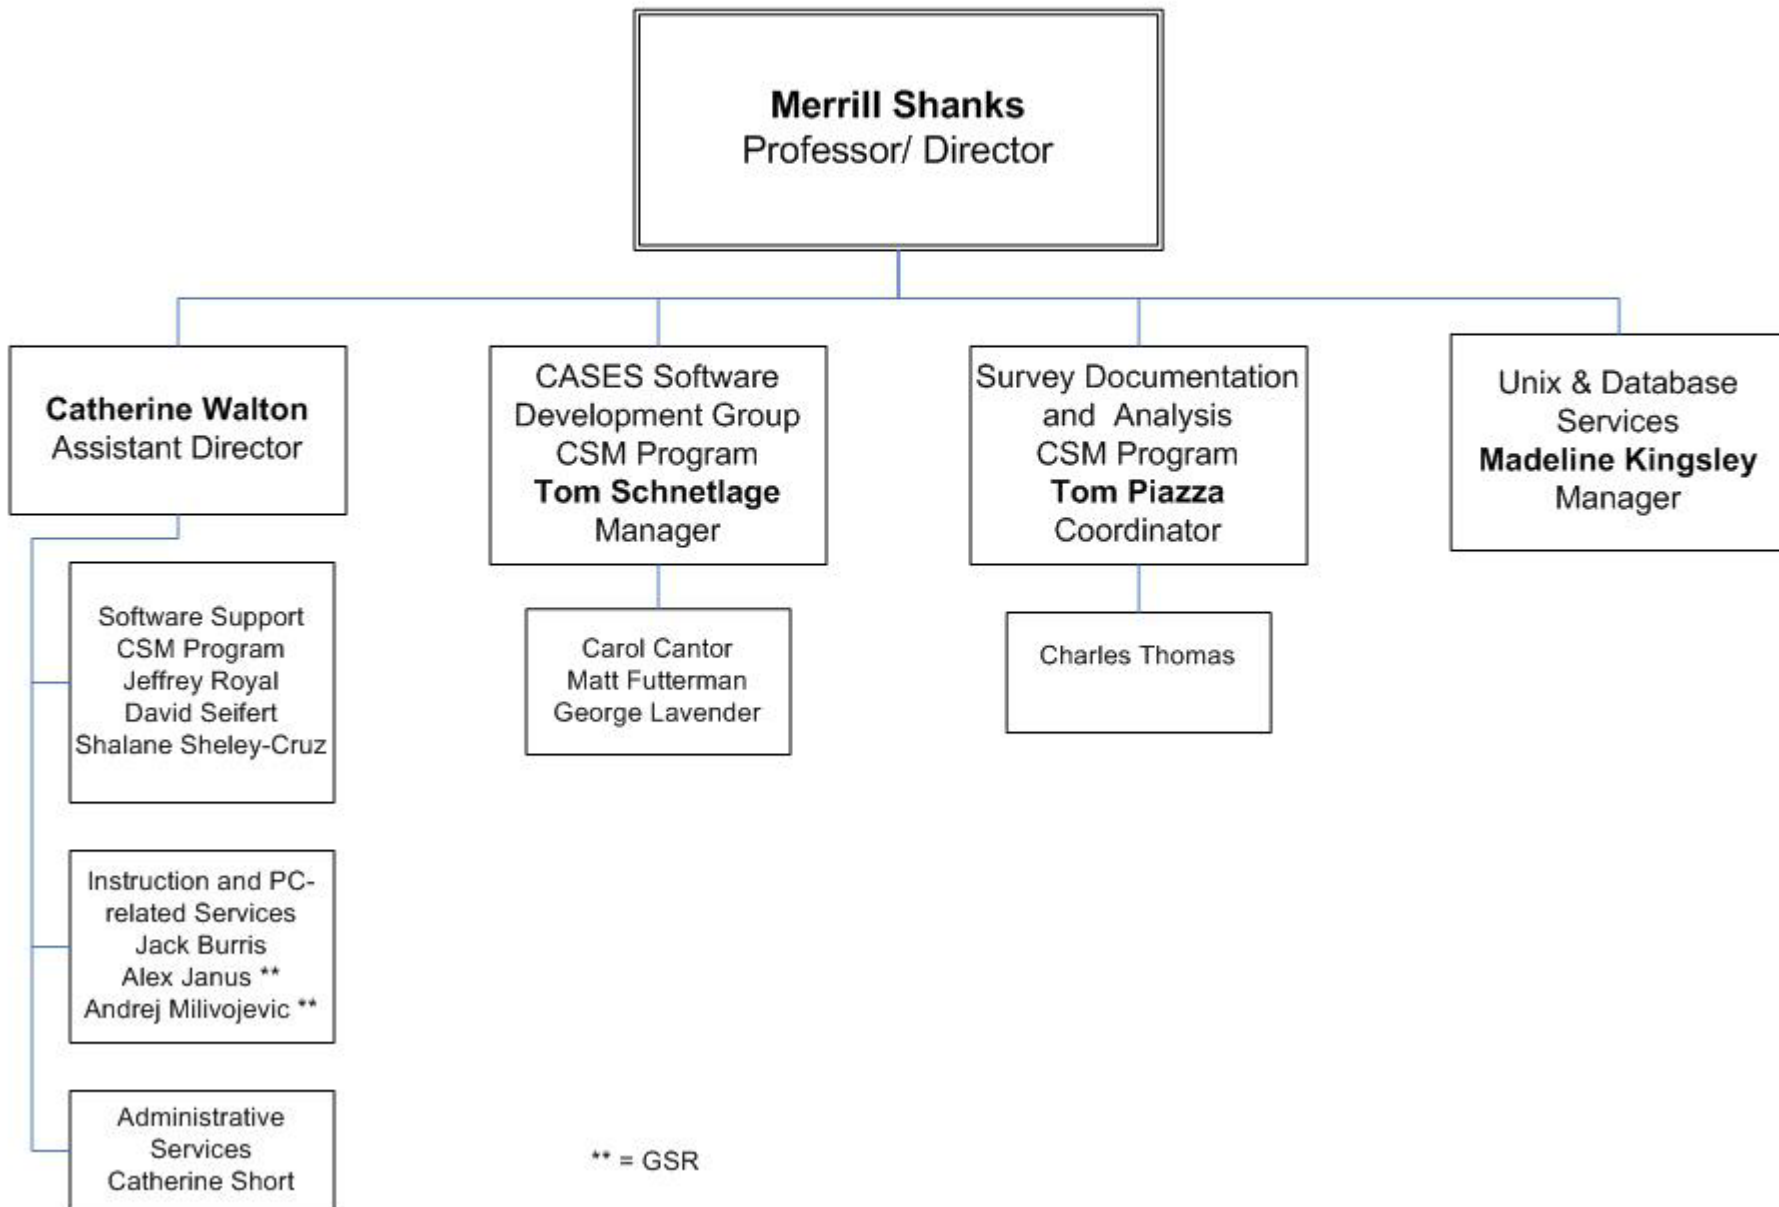 Merrill Shanks
Professor/ Director
Catherine Walton
Assistant Director
CASES Software
Development Group
CSM Program
Tom Schnetlage
Manager
Survey Documentation
and Analysis
CSM Program
Tom Piazza
Coordinator
Unix & Database
Services
Madeline Kingsley
Manager
Software Support
CSM Program
Jeffrey Royal
David Seifert
Shalane Sheley-Cruz
Carol Cantor
Matt Futterman
George Lavender
Charles Thomas
Instruction and PC-
related Services
Jack Burris
Alex Janus **
Andrej Milivojevic **
Administrative
Services
Catherine Short
** = GSR